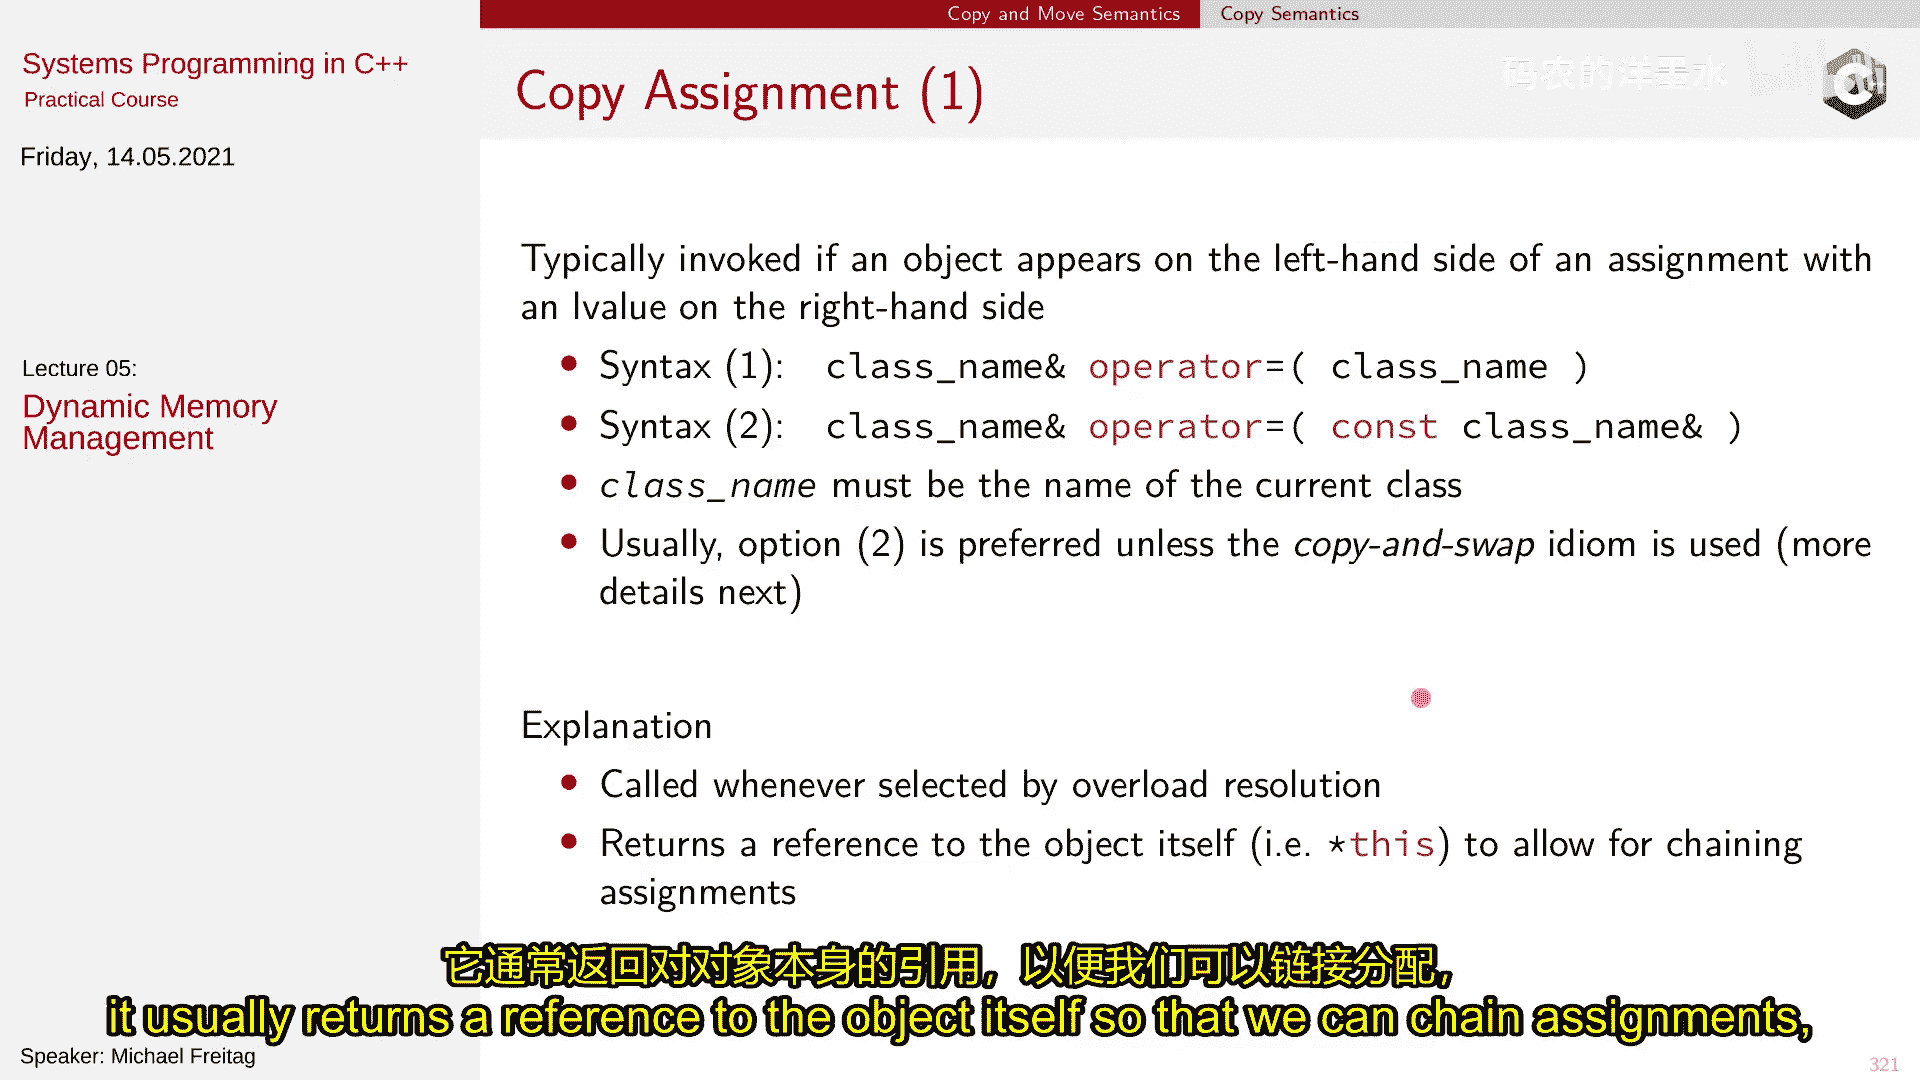 Copy and Move Semantics Copy Semantics
Systems Programming in C++
Practical Course
Friday, 14.05.2021
Lecture 05:
Dynamic Memory
Management
Copy Assignment (1)
码农的洋墨水
Typically invoked if an object appears on the left-hand side of an assignment with
an lvalue on the right-hand side
• Syntax (1): class_name& operator=( class_name )
• Syntax (2): class_name& operator=( const class_name& )
• class_name must be the name of the current class
• Usually, option (2) is preferred unless the copy-and-swap idiom is used (more
details next)
Explanation
• Called whenever selected by overload resolution
• Returns a reference to the object itself (i.e. *this) to allow for chaining
assignments
它通常返回对对象本身的引用，以便我们可以链接分配，
it usually returns a reference to the object itself so that we can chain assignments,
Speaker: Michael Freitag
321